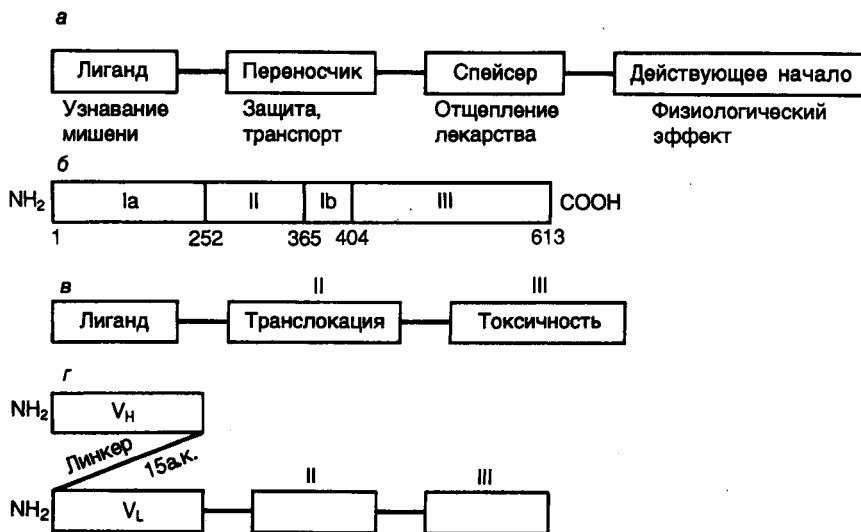 а
Лиганд Переносчик Спейсер Действующее начало
Узнавание Защита, Отщепление Физиологический
мишени транспорт лекарства эффект
б
NH2 Ia II Ib III COOH
1 252 365 404 613
в II III
Лиганд Транслокация Токсичность
г
NH2 VH
Линкер 15а.к.
II III
NH2 VL